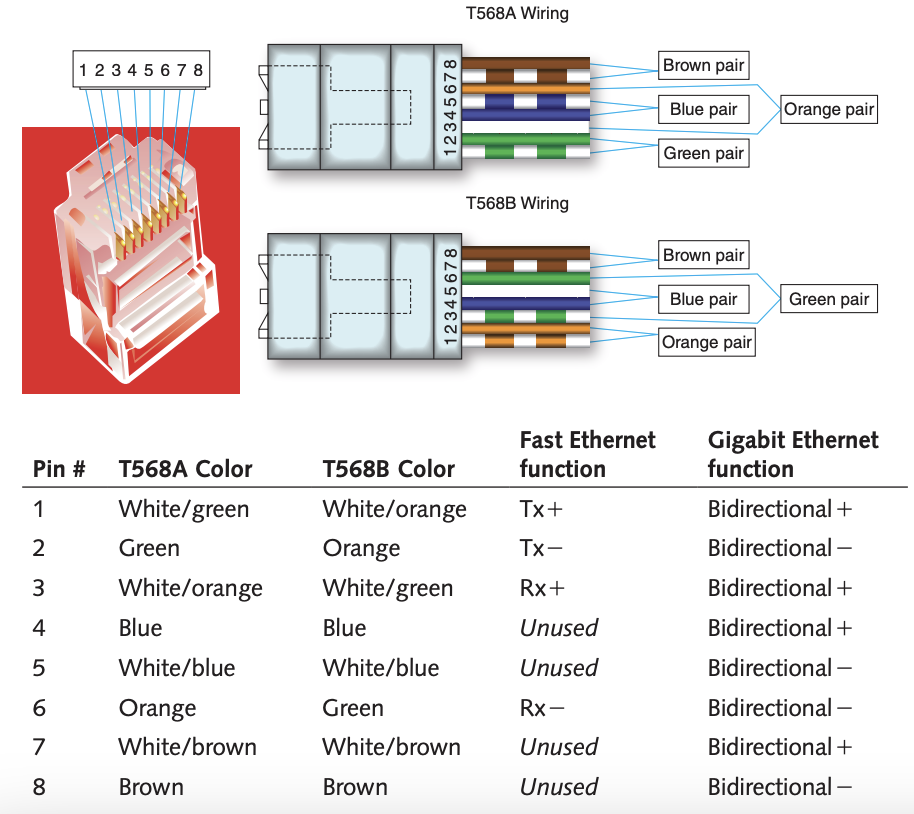 T568A Wiring
1 2 3 4 5 6 7 8
12345678
Brown pair
Blue pair
Orange pair
Green pair
T568B Wiring
12345678
Brown pair
Blue pair
Green pair
Orange pair
Pin # T568A Color T568B Color Fast Ethernet function Gigabit Ethernet function
1 White/green White/orange Tx+ Bidirectional+
2 Green Orange Tx− Bidirectional−
3 White/orange White/green Rx+ Bidirectional+
4 Blue Blue Unused Bidirectional+
5 White/blue White/blue Unused Bidirectional−
6 Orange Green Rx− Bidirectional−
7 White/brown White/brown Unused Bidirectional+
8 Brown Brown Unused Bidirectional−